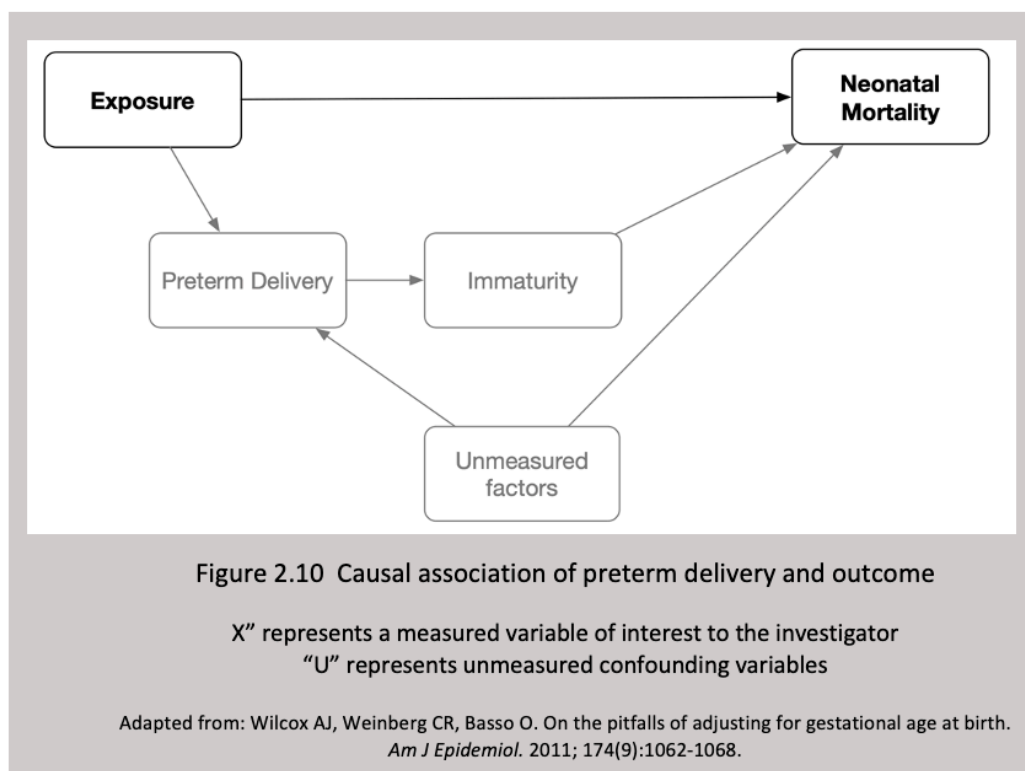 Exposure
Neonatal
Mortality
Preterm Delivery
Immaturity
Unmeasured
factors
Figure 2.10  Causal association of preterm delivery and outcome
X” represents a measured variable of interest to the investigator
“U” represents unmeasured confounding variables
Adapted from: Wilcox AJ, Weinberg CR, Basso O. On the pitfalls of adjusting for gestational age at birth.
Am J Epidemiol. 2011; 174(9):1062-1068.